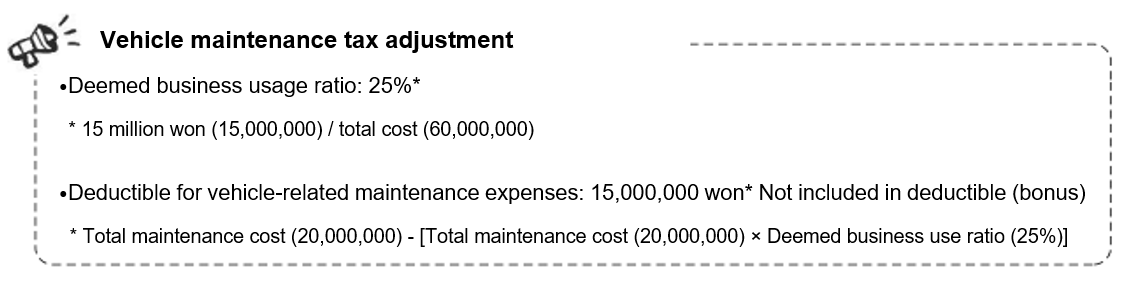 Vehicle maintenance tax adjustment
•Deemed business usage ratio: 25%*
* 15 million won (15,000,000) / total cost (60,000,000)
•Deductible for vehicle-related maintenance expenses: 15,000,000 won* Not included in deductible (bonus)
* Total maintenance cost (20,000,000) - [Total maintenance cost (20,000,000) × Deemed business use ratio (25%)]